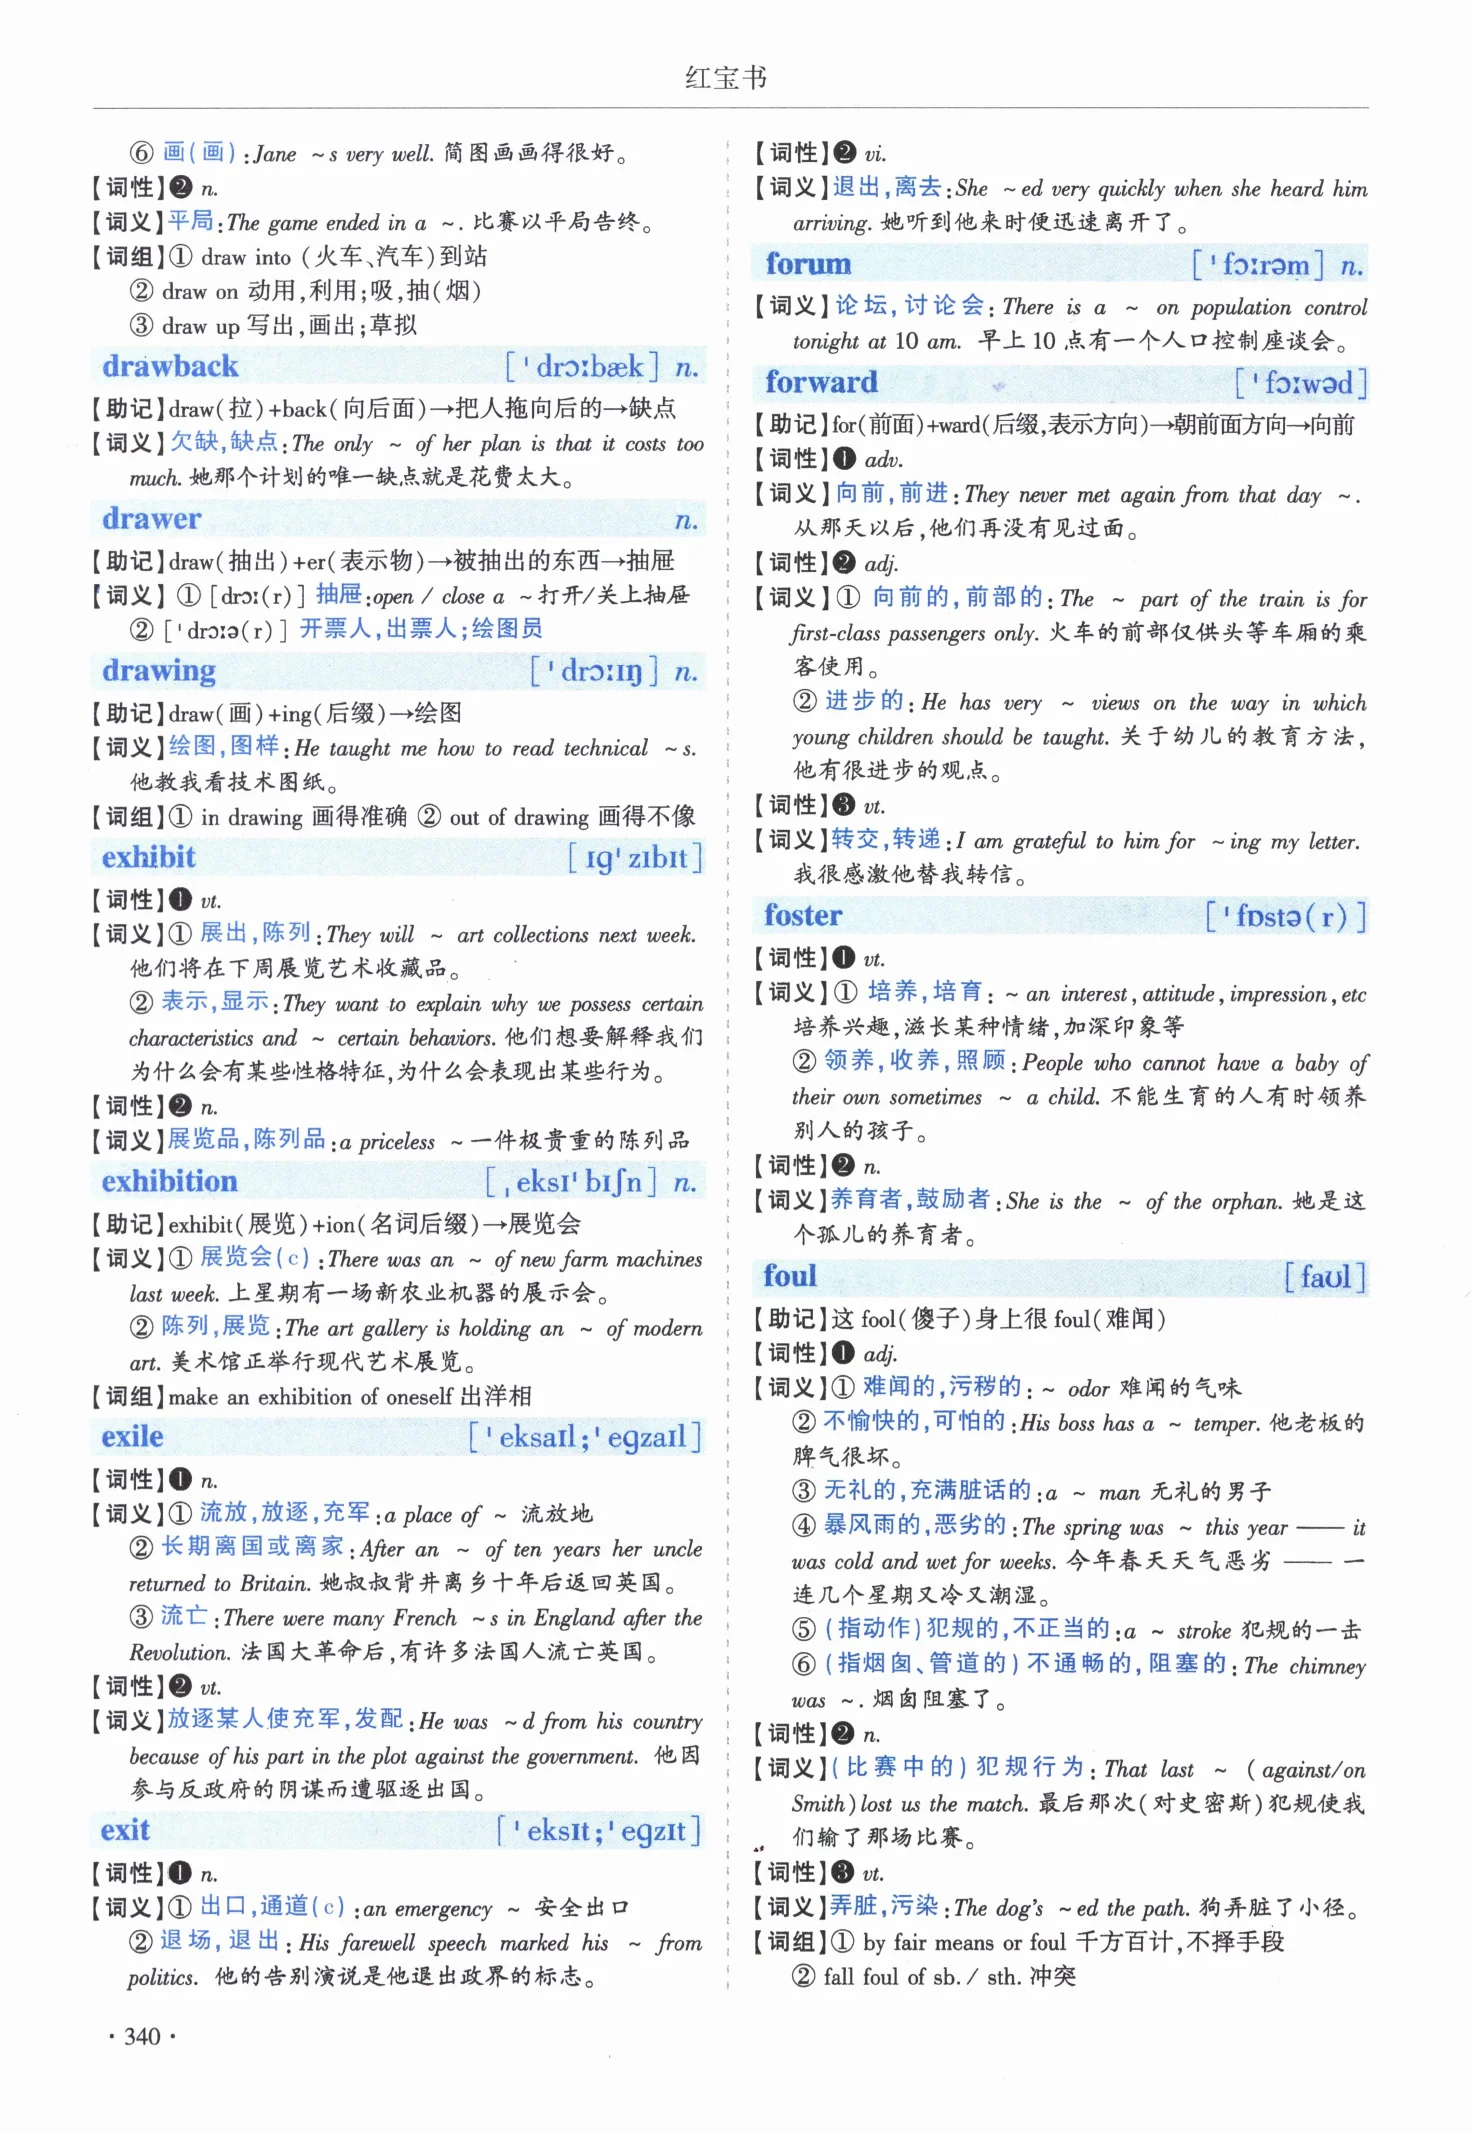 红宝书
⑥ 画(画):Jane ~s very well. 简图画画得很好。
【词性】❷ n.
【词义】平局:The game ended in a ~. 比赛以平局告终。
【词组】① draw into (火车、汽车)到站
② draw on 动用,利用;吸,抽(烟)
③ draw up 写出,画出;草拟
drawback [ˈdrɔːbæk] n.
【助记】draw(拉)+back(向后面)→把人拖向后的→缺点
【词义】欠缺,缺点:The only ~ of her plan is that it costs too
much. 她那个计划的唯一缺点就是花费太大。
drawer n.
【助记】draw(抽出)+er(表示物)→被抽出的东西→抽屉
【词义】① [drɔː(r)] 抽屉:open / close a ~打开/关上抽屉
② [ˈdrɔːə(r)] 开票人,出票人;绘图员
drawing [ˈdrɔːɪŋ] n.
【助记】draw(画)+ing(后缀)→绘图
【词义】绘图,图样:He taught me how to read technical ~s.
他教我看技术图纸。
【词组】① in drawing 画得准确 ② out of drawing 画得不像
exhibit [ɪgˈzɪbɪt]
【词性】❶ vt.
【词义】① 展出,陈列:They will ~ art collections next week.
他们将在下周展览艺术收藏品。
② 表示,显示:They want to explain why we possess certain
characteristics and ~ certain behaviors. 他们想要解释我们
为什么会有某些性格特征,为什么会表现出某些行为。
【词性】❷ n.
【词义】展览品,陈列品:a priceless ~一件极贵重的陈列品
exhibition [ˌeksɪˈbɪʃn] n.
【助记】exhibit(展览)+ion(名词后缀)→展览会
【词义】① 展览会(c):There was an ~ of new farm machines
last week. 上星期有一场新农业机器的展示会。
② 陈列,展览:The art gallery is holding an ~ of modern
art. 美术馆正举行现代艺术展览。
【词组】make an exhibition of oneself 出洋相
exile [ˈeksaɪl;ˈegzaɪl]
【词性】❶ n.
【词义】① 流放,放逐,充军:a place of ~ 流放地
② 长期离国或离家:After an ~ of ten years her uncle
returned to Britain. 她叔叔背井离乡十年后返回英国。
③ 流亡:There were many French ~s in England after the
Revolution. 法国大革命后,有许多法国人流亡英国。
【词性】❷ vt.
【词义】放逐某人使充军,发配:He was ~d from his country
because of his part in the plot against the government. 他因
参与反政府的阴谋而遭驱逐出国。
exit [ˈeksɪt;ˈegzɪt]
【词性】❶ n.
【词义】① 出口,通道(c):an emergency ~ 安全出口
② 退场,退出:His farewell speech marked his ~ from
politics. 他的告别演说是他退出政界的标志。
【词性】❷ vi.
【词义】退出,离去:She ~ed very quickly when she heard him
arriving. 她听到他来时便迅速离开了。
forum [ˈfɔːrəm] n.
【词义】论坛,讨论会:There is a ~ on population control
tonight at 10 am. 早上10点有一个人口控制座谈会。
forward [ˈfɔːwəd]
【助记】for(前面)+ward(后缀,表示方向)→朝前面方向→向前
【词性】❶ adv.
【词义】向前,前进:They never met again from that day ~.
从那天以后,他们再没有见过面。
【词性】❷ adj.
【词义】① 向前的,前部的:The ~ part of the train is for
first-class passengers only. 火车的前部仅供头等车厢的乘
客使用。
② 进步的:He has very ~ views on the way in which
young children should be taught. 关于幼儿的教育方法,
他有很进步的观点。
【词性】❸ vt.
【词义】转交,转递:I am grateful to him for ~ing my letter.
我很感激他替我转信。
foster [ˈfɒstə(r)]
【词性】❶ vt.
【词义】① 培养,培育: ~an interest,attitude,impression,etc
培养兴趣,滋长某种情绪,加深印象等
② 领养,收养,照顾:People who cannot have a baby of
their own sometimes ~ a child. 不能生育的人有时领养
别人的孩子。
【词性】❷ n.
【词义】养育者,鼓励者:She is the ~ of the orphan. 她是这
个孤儿的养育者。
foul [faʊl]
【助记】这fool(傻子)身上很foul(难闻)
【词性】❶ adj.
【词义】① 难闻的,污秽的:~ odor 难闻的气味
② 不愉快的,可怕的:His boss has a ~ temper. 他老板的
脾气很坏。
③ 无礼的,充满脏话的:a ~ man 无礼的男子
④ 暴风雨的,恶劣的:The spring was ~ this year —— it
was cold and wet for weeks. 今年春天天气恶劣 —— 一
连几个星期又冷又潮湿。
⑤ (指动作)犯规的,不正当的:a ~ stroke 犯规的一击
⑥ (指烟囱、管道的)不通畅的,阻塞的:The chimney
was ~. 烟囱阻塞了。
【词性】❷ n.
【词义】(比赛中的)犯规行为:That last ~ (against/on
Smith)lost us the match. 最后那次(对史密斯)犯规使我
们输了那场比赛。
【词性】❸ vt.
【词义】弄脏,污染:The dog's ~ed the path. 狗弄脏了小径。
【词组】① by fair means or foul 千方百计,不择手段
② fall foul of sb. / sth. 冲突
·340·